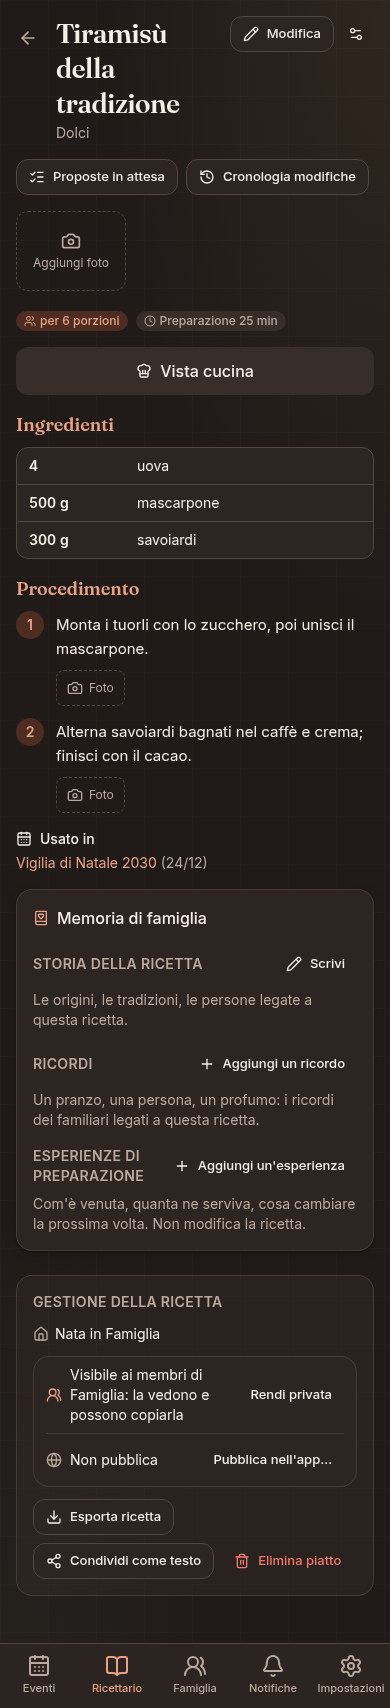 Tiramisù
della
tradizione
Modifica
Dolci
Proposte in attesa
Cronologia modifiche
Aggiungi foto
per 6 porzioni
Preparazione 25 min
Vista cucina
Ingredienti
4 uova
500 g mascarpone
300 g savoiardi
Procedimento
1 Monta i tuorli con lo zucchero, poi unisci il
mascarpone.
Foto
2 Alterna savoiardi bagnati nel caffè e crema;
finisci con il cacao.
Foto
Usato in
Vigilia di Natale 2030 (24/12)
Memoria di famiglia
STORIA DELLA RICETTA
Scrivi
Le origini, le tradizioni, le persone legate a
questa ricetta.
RICORDI
Aggiungi un ricordo
Un pranzo, una persona, un profumo: i ricordi
dei familiari legati a questa ricetta.
ESPERIENZE DI
PREPARAZIONE
Aggiungi un'esperienza
Com'è venuta, quanta ne serviva, cosa cambiare
la prossima volta. Non modifica la ricetta.
GESTIONE DELLA RICETTA
Nata in Famiglia
Visibile ai membri di
Famiglia: la vedono e
possono copiarla
Rendi privata
Non pubblica
Pubblica nell'app...
Esporta ricetta
Condividi come testo
Elimina piatto
Eventi
Ricettario
Famiglia
Notifiche
Impostazioni